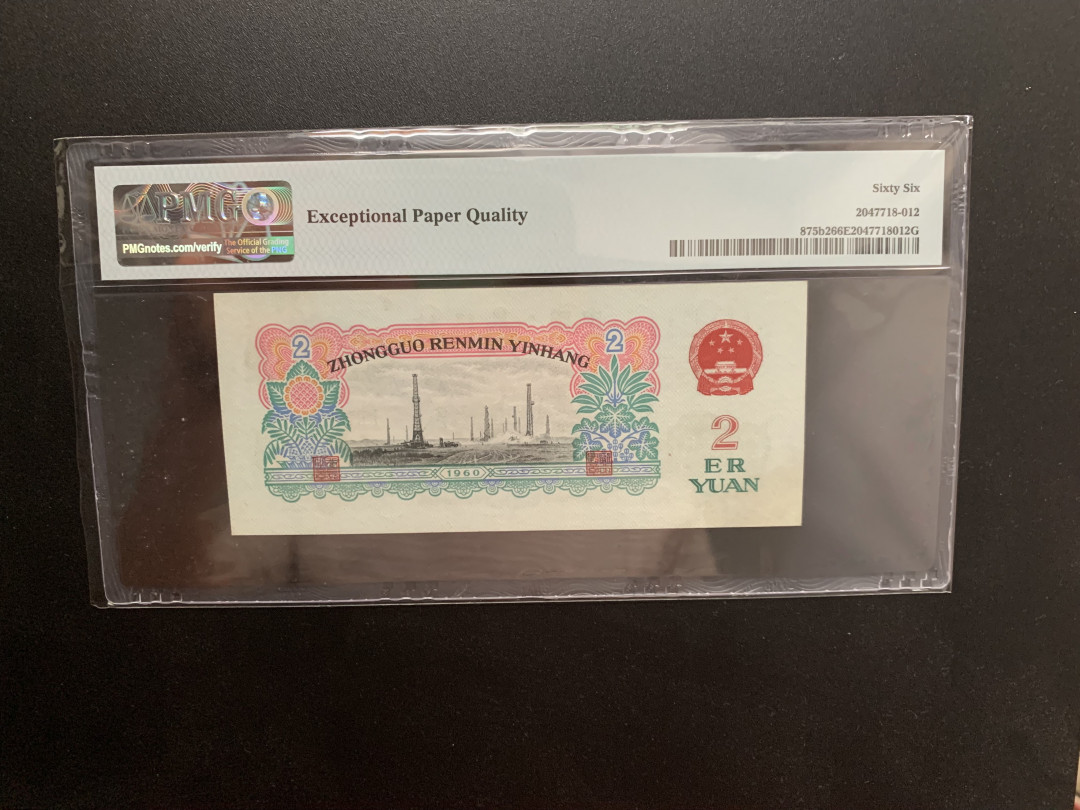 PMG
PMGnotes.com/verify
The Official Grading
Service of the PNG
Exceptional Paper Quality
Sixty Six
2047718-012
875b266E2047718012G
2
ZHONGGUO RENMIN YINHANG
2
1960
2
ER
YUAN